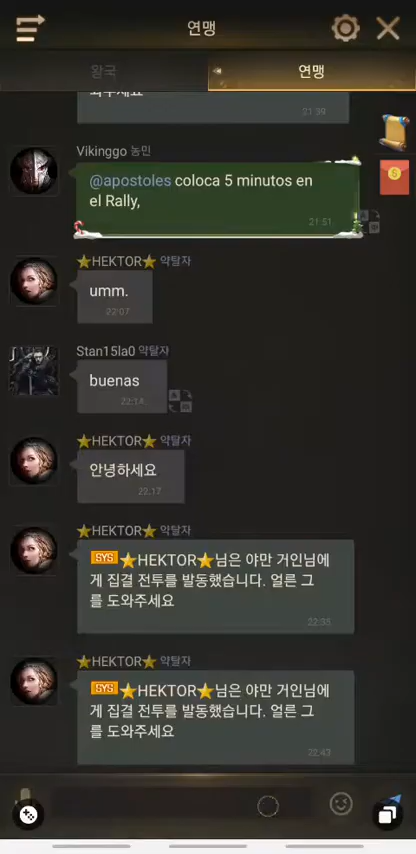 연맹
왕국
연맹
와주세요
21:39
Vikinggo 농민
@apostoles coloca 5 minutos en
el Rally,
21:51
⭐HEKTOR⭐ 약탈자
umm.
22:07
Stan15la0 약탈자
buenas
22:14
⭐HEKTOR⭐ 약탈자
안녕하세요
22:17
⭐HEKTOR⭐ 약탈자
SYS ⭐HEKTOR⭐님은 야만 거인님에
게 집결 전투를 발동했습니다. 얼른 그
를 도와주세요
22:35
⭐HEKTOR⭐ 약탈자
SYS ⭐HEKTOR⭐님은 야만 거인님에
게 집결 전투를 발동했습니다. 얼른 그
를 도와주세요
22:43